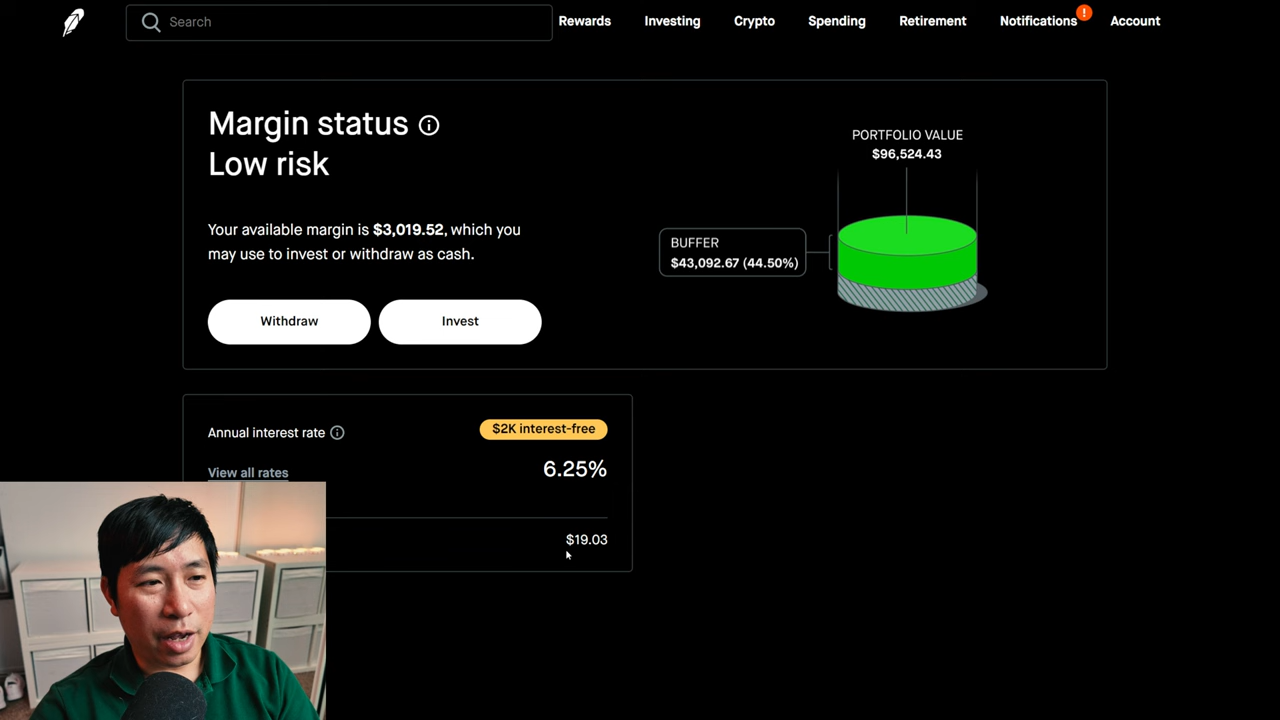 Search
Rewards
Investing
Crypto
Spending
Retirement
Notifications
!
Account
Margin status
Low risk
Your available margin is $3,019.52, which you
may use to invest or withdraw as cash.
Withdraw
Invest
PORTFOLIO VALUE
$96,524.43
BUFFER
$43,092.67 (44.50%)
Annual interest rate
$2K interest-free
View all rates
6.25%
$19.03